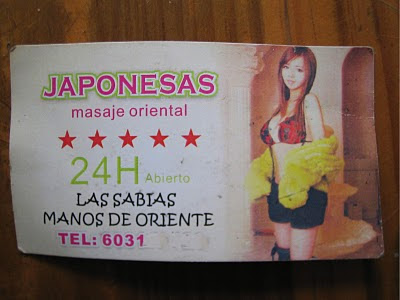 JAPONESAS
masaje oriental
24H Abierto
LAS SABIAS
MANOS DE ORIENTE
TEL: 6031